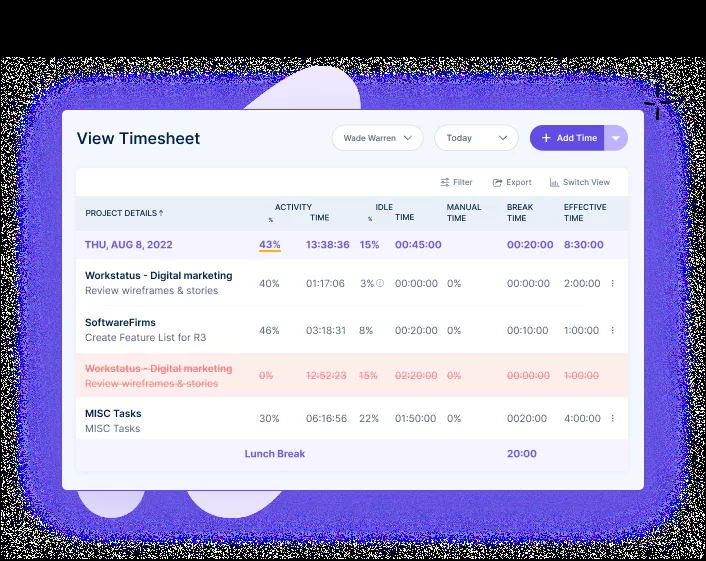 View Timesheet
Wade Warren
Today
+ Add Time
Filter Export Switch View
PROJECT DETAILS↑ ACTIVITY % TIME IDLE % TIME MANUAL TIME BREAK TIME EFFECTIVE TIME
THU, AUG 8, 2022 43% 13:38:36 15% 00:45:00 00:20:00 8:30:00
Workstatus - Digital marketing
Review wireframes & stories
40% 01:17:06 3% 00:00:00 0% 00:00:00 2:00:00
SoftwareFirms
Create Feature List for R3
46% 03:18:31 8% 00:20:00 0% 00:10:00 1:00:00
Workstatus - Digital marketing
Review wireframes & stories
0% 12:52:23 15% 02:20:00 0% 00:00:00 1:00:00
MISC Tasks
MISC Tasks
30% 06:16:56 22% 01:50:00 0% 0020:00 4:00:00
Lunch Break 20:00